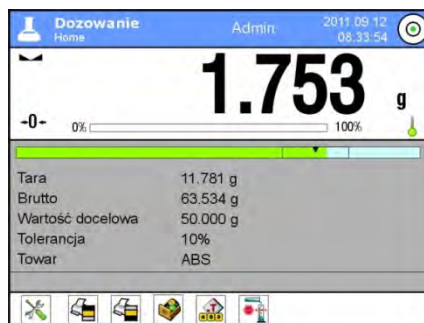 Dozowanie Admin 2011.09.12
Home 08:33:54
1.753 g
→0← 0% 100%
Tara 11.781 g
Brutto 63.534 g
Wartość docelowa 50.000 g
Tolerancja 10%
Towar ABS